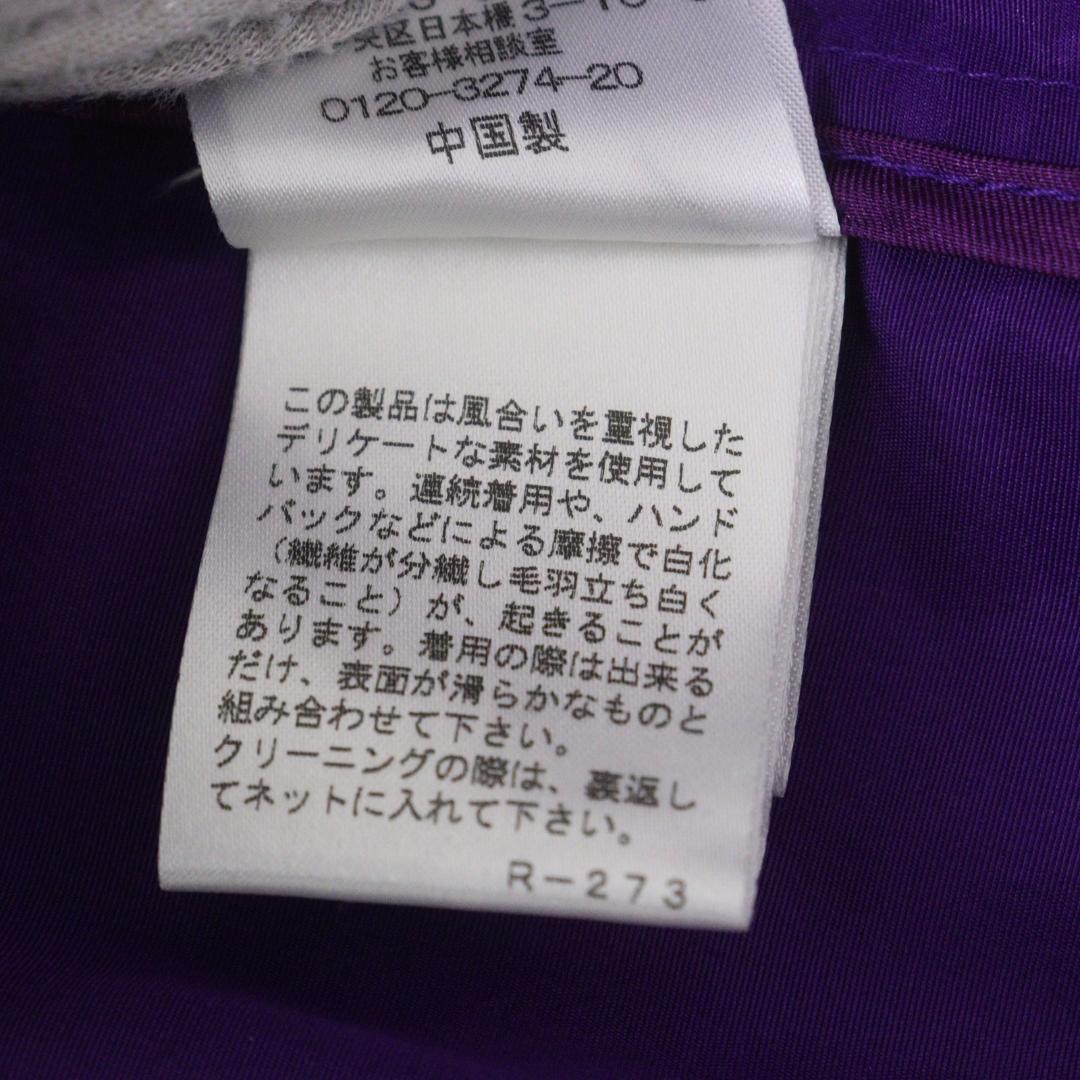 央区日本橋3-10
お客様相談室
0120-3274-20
中国製
この製品は風合いを重視した
デリケートな素材を使用して
います。連続着用や、ハンド
バックなどによる摩擦で白化
（繊維が分繊し毛羽立ち白く
なること）が、起きることが
あります。着用の際は出来る
だけ、表面が滑らかなものと
組み合わせて下さい。
クリーニングの際は、裏返し
てネットに入れて下さい。
R-273